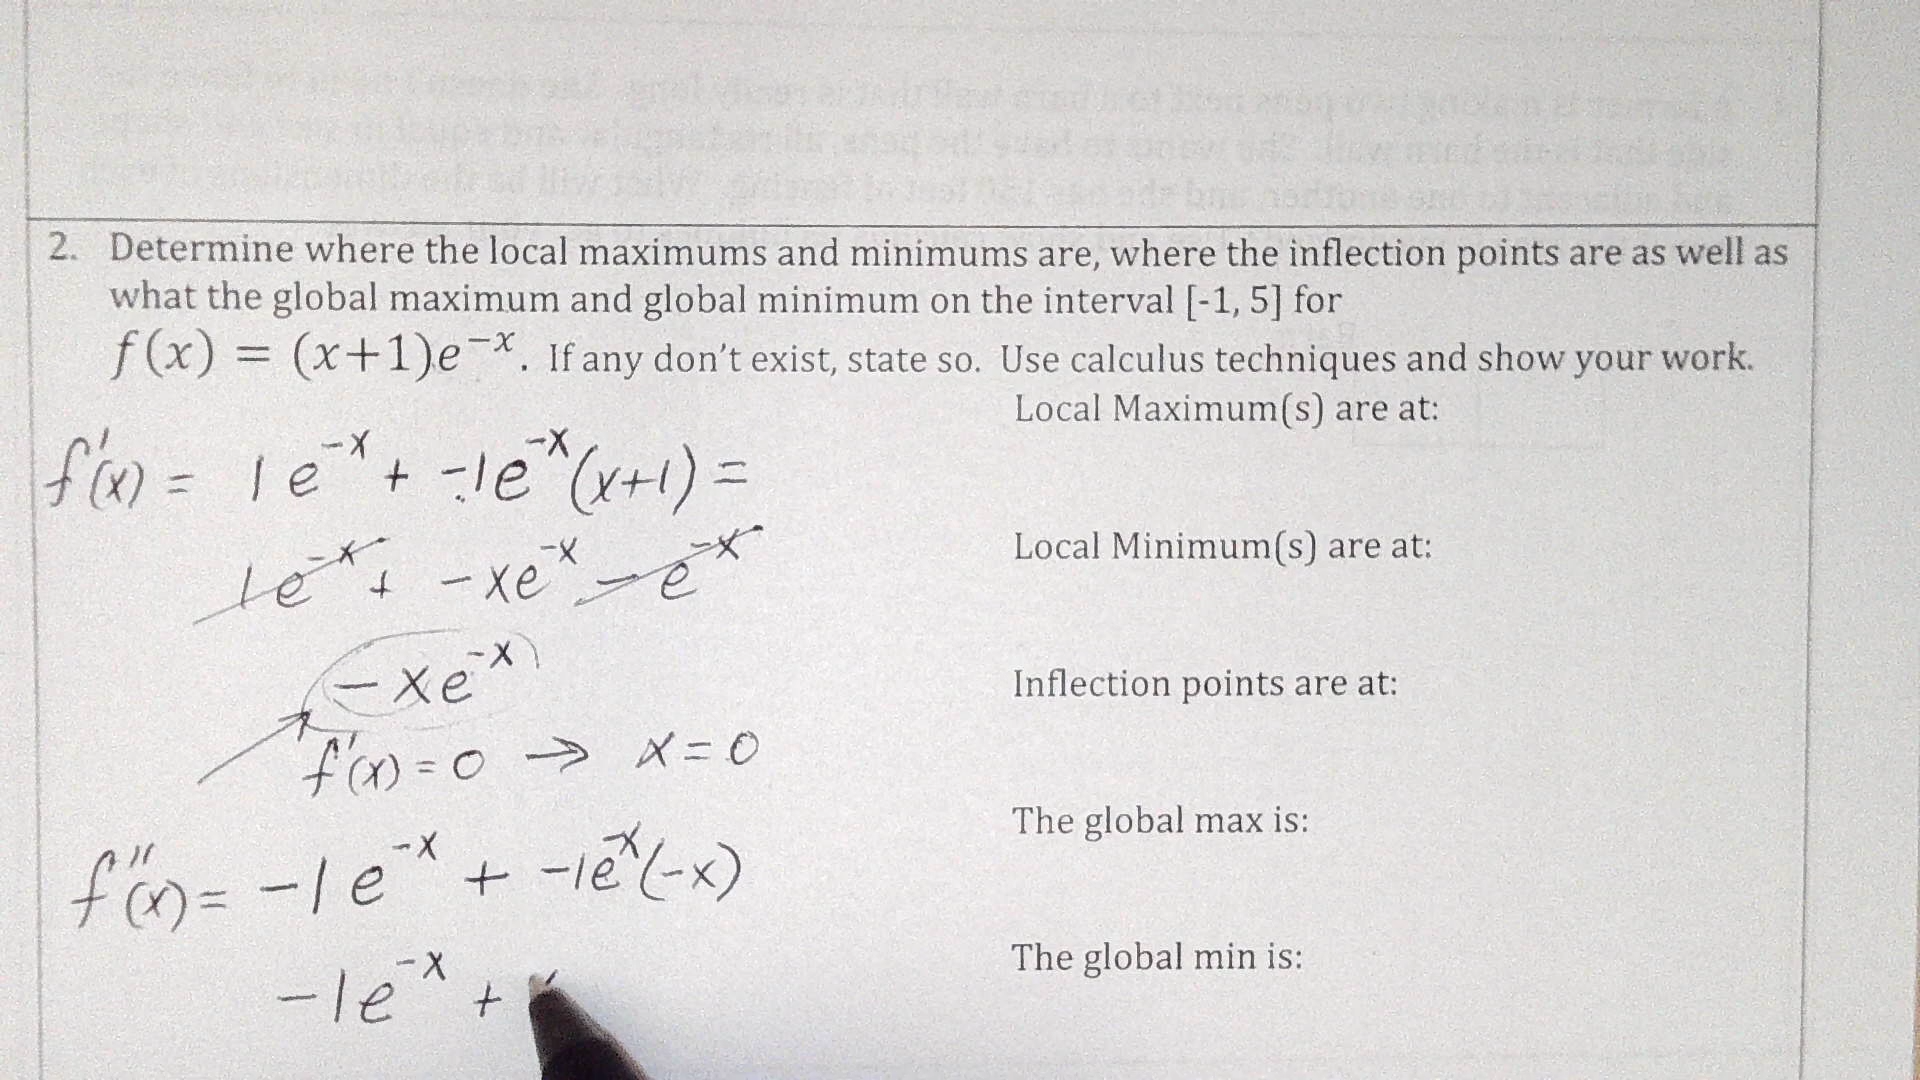 2. Determine where the local maximums and minimums are, where the inflection points are as well as
what the global maximum and global minimum on the interval [-1, 5] for
f(x) = (x+1)e^{-x}. If any don't exist, state so. Use calculus techniques and show your work.
Local Maximum(s) are at:
f'(x) = 1e^{-x} + -1e^{-x}(x+1) =
Local Minimum(s) are at:
1e^{-x} + -xe^{-x} - e^{-x}
-xe^{-x}
Inflection points are at:
f'(x) = 0 → x = 0
The global max is:
f''(x) = -1e^{-x} + -1e^{-x}(-x)
The global min is:
-1e^{-x} +